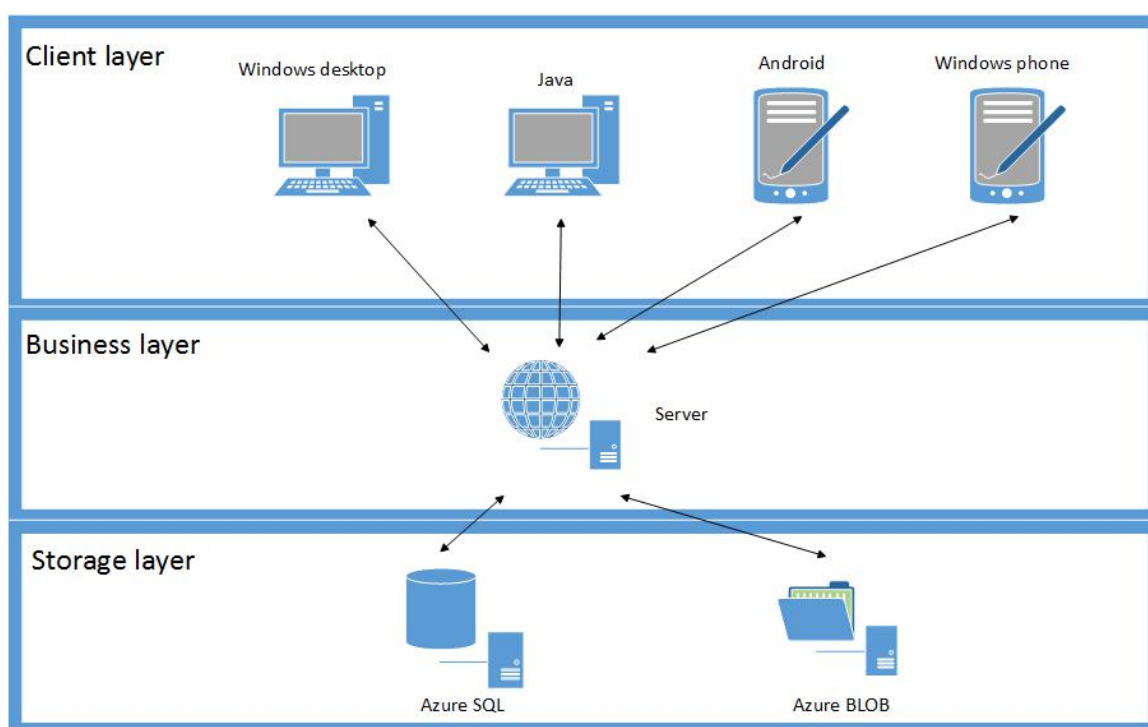 Client layer
Windows desktop
Java
Android
Windows phone
Business layer
Server
Storage layer
Azure SQL
Azure BLOB